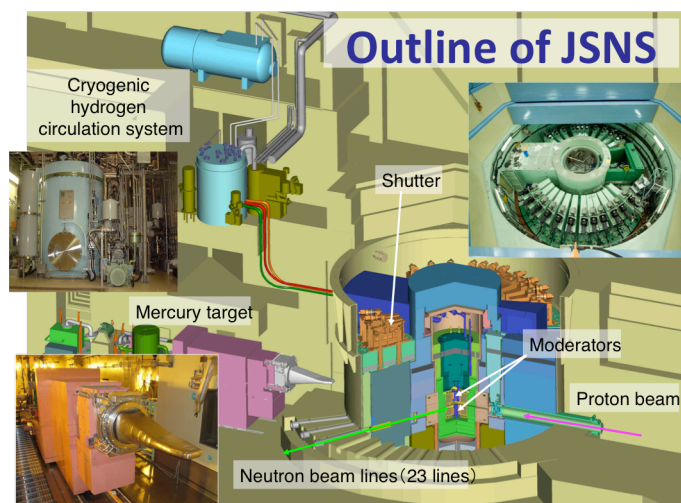 Outline of JSNS
Cryogenic
hydrogen
circulation system
Shutter
Mercury target
Moderators
Proton beam
Neutron beam lines(23 lines)